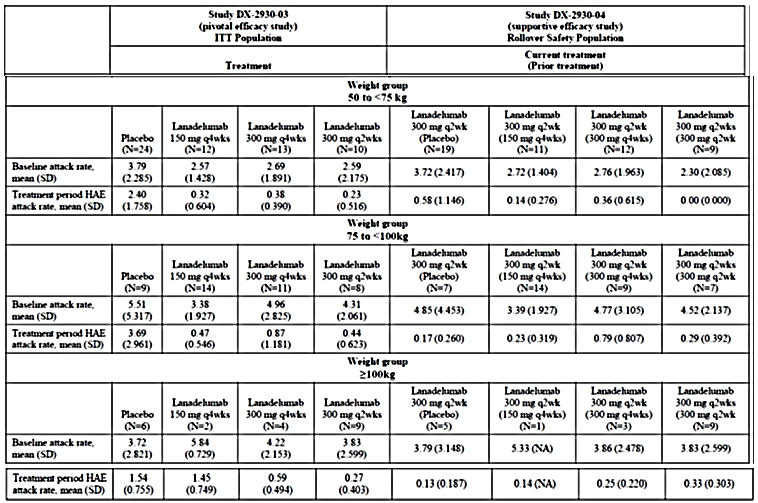 Study DX-2930-03
(pivotal efficacy study)
ITT Population
Study DX-2930-04
(supportive efficacy study)
Rollover Safety Population
Treatment
Current treatment
(Prior treatment)
Weight group
50 to <75 kg
Placebo
(N=24)
Lanadelumab
150 mg q4wks
(N=12)
Lanadelumab
300 mg q4wks
(N=13)
Lanadelumab
300 mg q2wks
(N=10)
Lanadelumab
300 mg q2wk
(Placebo)
(N=19)
Lanadelumab
300 mg q2wk
(150 mg q4wks)
(N=11)
Lanadelumab
300 mg q2wk
(300 mg q4wks)
(N=12)
Lanadelumab
300 mg q2wk
(300 mg q2wks)
(N=9)
Baseline attack rate,
mean (SD)
3.79
(2.285)
2.57
(1.428)
2.69
(1.891)
2.59
(2.175)
3.72 (2.417)
2.72 (1.404)
2.76 (1.963)
2.30 (2.085)
Treatment period HAE
attack rate, mean (SD)
2.40
(1.758)
0.32
(0.604)
0.38
(0.390)
0.23
(0.516)
0.58 (1.146)
0.14 (0.276)
0.36 (0.615)
0.00 (0.000)
Weight group
75 to <100kg
Placebo
(N=9)
Lanadelumab
150 mg q4wks
(N=14)
Lanadelumab
300 mg q4wks
(N=11)
Lanadelumab
300 mg q2wks
(N=8)
Lanadelumab
300 mg q2wk
(Placebo)
(N=7)
Lanadelumab
300 mg q2wk
(150 mg q4wks)
(N=14)
Lanadelumab
300 mg q2wk
(300 mg q4wks)
(N=9)
Lanadelumab
300 mg q2wk
(300 mg q2wks)
(N=7)
Baseline attack rate,
mean (SD)
5.51
(5.317)
3.38
(1.927)
4.96
(2.825)
4.31
(2.061)
4.85 (4.453)
3.39 (1.927)
4.77 (3.105)
4.52 (2.137)
Treatment period HAE
attack rate, mean (SD)
3.69
(2.961)
0.47
(0.546)
0.87
(1.181)
0.44
(0.623)
0.17 (0.260)
0.23 (0.319)
0.79 (0.807)
0.29 (0.392)
Weight group
≥100kg
Placebo
(N=6)
Lanadelumab
150 mg q4wks
(N=2)
Lanadelumab
300 mg q4wks
(N=4)
Lanadelumab
300 mg q2wks
(N=9)
Lanadelumab
300 mg q2wk
(Placebo)
(N=5)
Lanadelumab
300 mg q2wk
(150 mg q4wks)
(N=1)
Lanadelumab
300 mg q2wk
(300 mg q4wks)
(N=3)
Lanadelumab
300 mg q2wk
(300 mg q2wks)
(N=9)
Baseline attack rate,
mean (SD)
3.72
(2.821)
5.84
(0.729)
4.22
(2.153)
3.83
(2.599)
3.79 (3.148)
5.33 (NA)
3.86 (2.478)
3.83 (2.599)
Treatment period HAE
attack rate, mean (SD)
1.54
(0.755)
1.45
(0.749)
0.59
(0.494)
0.27
(0.403)
0.13 (0.187)
0.14 (NA)
0.25 (0.220)
0.33 (0.303)